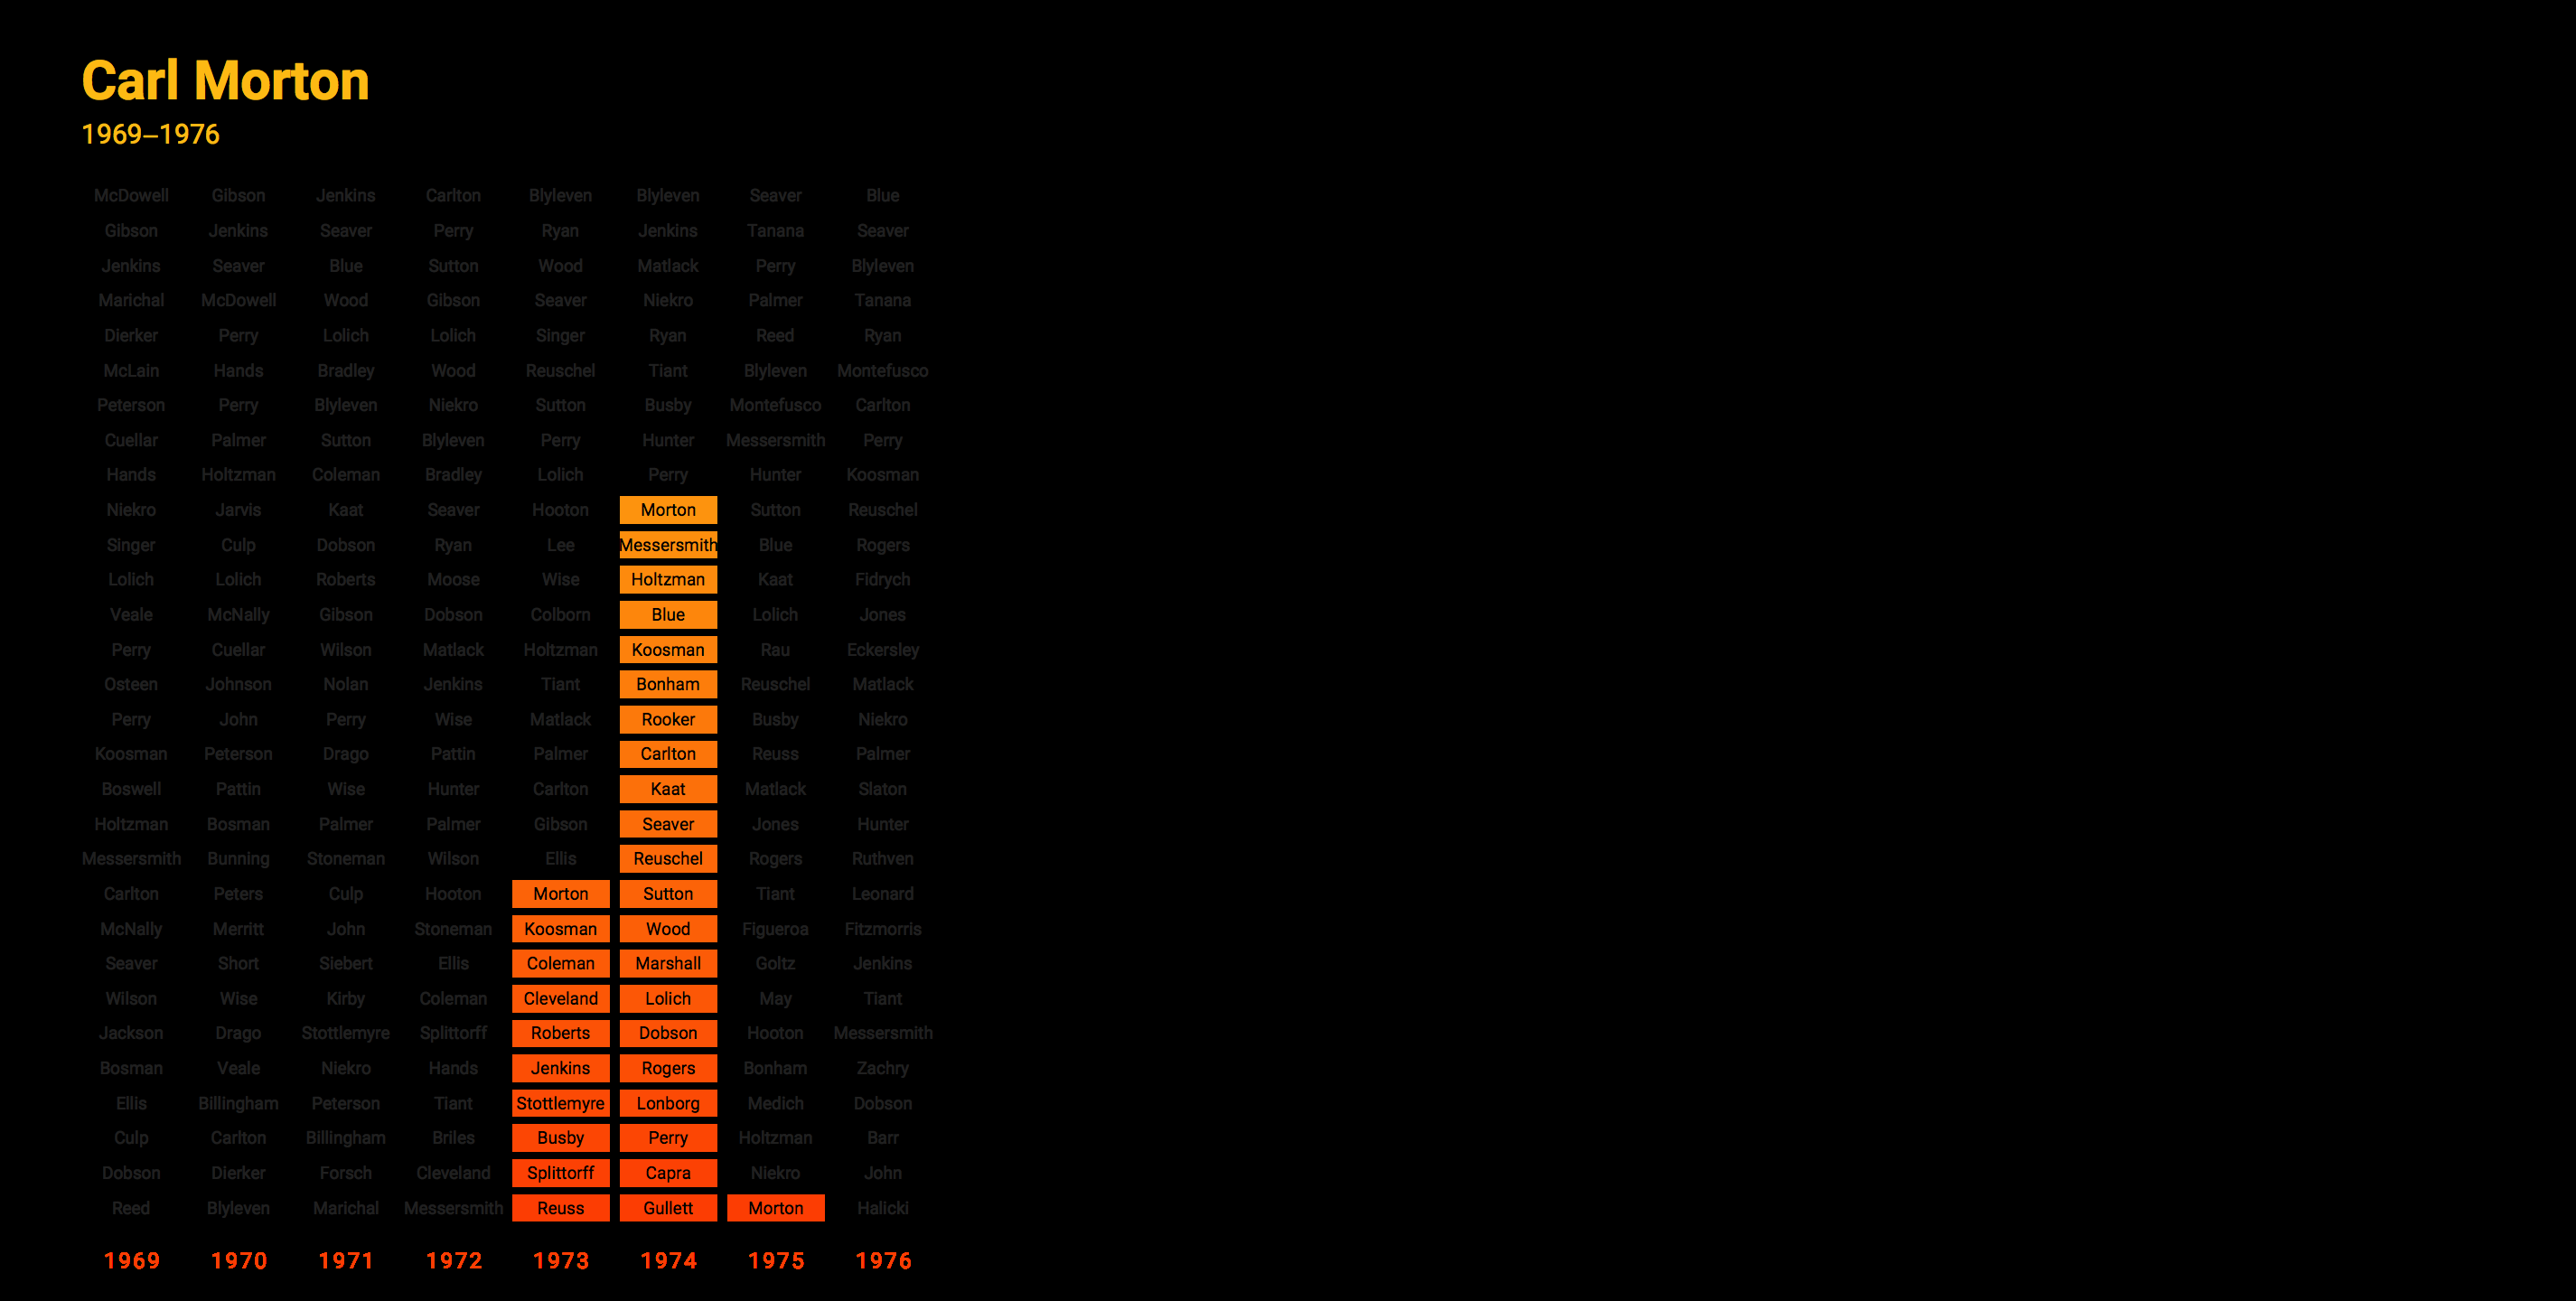 Carl Morton
1969–1976
McDowell Gibson Jenkins Carlton Blyleven Blyleven Seaver Blue
Gibson Jenkins Seaver Perry Ryan Jenkins Tanana Seaver
Jenkins Seaver Blue Sutton Wood Matlack Perry Blyleven
Marichal McDowell Wood Gibson Seaver Niekro Palmer Tanana
Dierker Perry Lolich Lolich Singer Ryan Reed Ryan
McLain Hands Bradley Wood Reuschel Tiant Blyleven Montefusco
Peterson Perry Blyleven Niekro Sutton Busby Montefusco Carlton
Cuellar Palmer Sutton Blyleven Perry Hunter Messersmith Perry
Hands Holtzman Coleman Bradley Lolich Perry Hunter Koosman
Niekro Jarvis Kaat Seaver Hooton Morton Sutton Reuschel
Singer Culp Dobson Ryan Lee Messersmith Blue Rogers
Lolich Lolich Roberts Moose Wise Holtzman Kaat Fidrych
Veale McNally Gibson Dobson Colborn Blue Lolich Jones
Perry Cuellar Wilson Matlack Holtzman Koosman Rau Eckersley
Osteen Johnson Nolan Jenkins Tiant Bonham Reuschel Matlack
Perry John Perry Wise Matlack Rooker Busby Niekro
Koosman Peterson Drago Pattin Palmer Carlton Reuss Palmer
Boswell Pattin Wise Hunter Carlton Kaat Matlack Slaton
Holtzman Bosman Palmer Palmer Gibson Seaver Jones Hunter
Messersmith Bunning Stoneman Wilson Ellis Reuschel Rogers Ruthven
Carlton Peters Culp Hooton Morton Sutton Tiant Leonard
McNally Merritt John Stoneman Koosman Wood Figueroa Fitzmorris
Seaver Short Siebert Ellis Coleman Marshall Goltz Jenkins
Wilson Wise Kirby Coleman Cleveland Lolich May Tiant
Jackson Drago Stottlemyre Splittorff Roberts Dobson Hooton Messersmith
Bosman Veale Niekro Hands Jenkins Rogers Bonham Zachry
Ellis Billingham Peterson Tiant Stottlemyre Lonborg Medich Dobson
Culp Carlton Billingham Briles Busby Perry Holtzman Barr
Dobson Dierker Forsch Cleveland Splittorff Capra Niekro John
Reed Blyleven Marichal Messersmith Reuss Gullett Morton Halicki
1969 1970 1971 1972 1973 1974 1975 1976